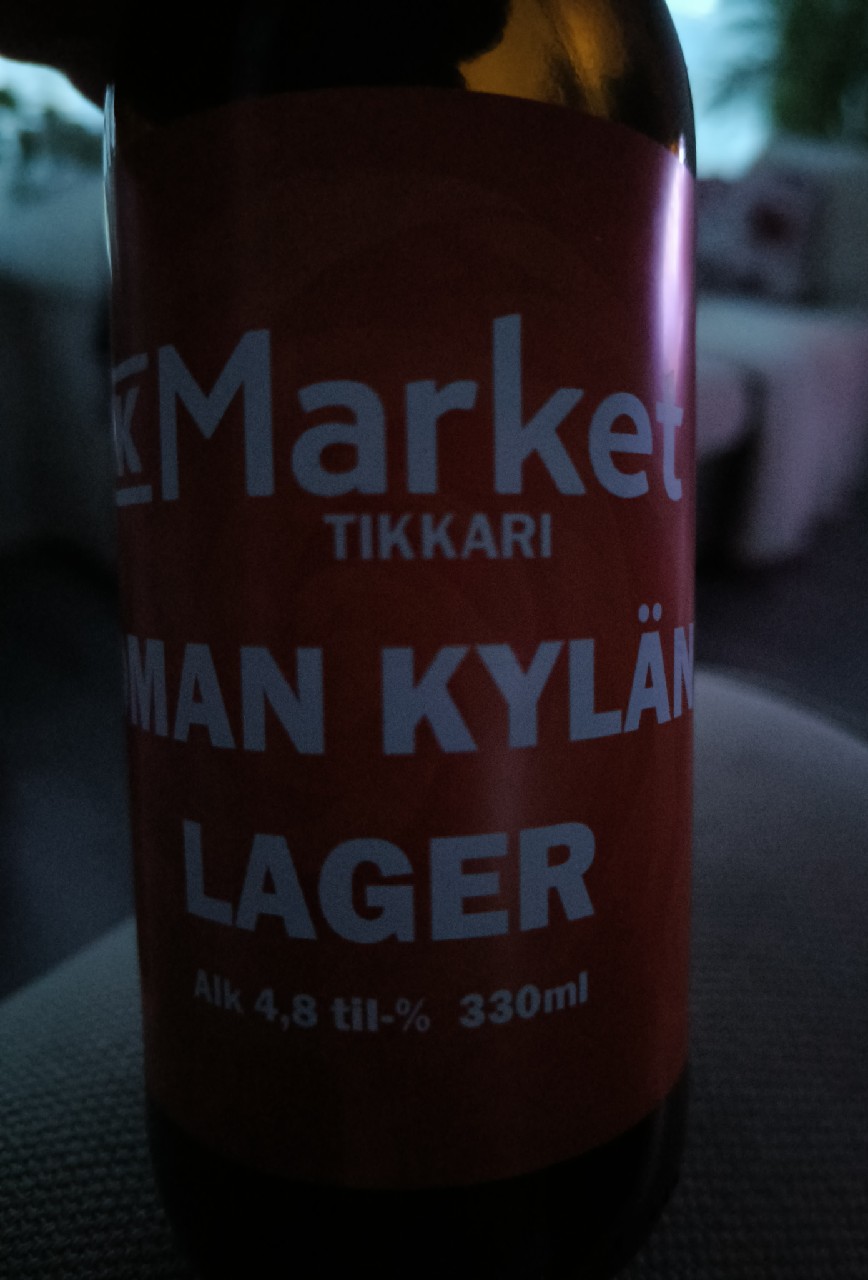 K Market
TIKKARI
MAN KYLÄN
LAGER
Alk 4,8 til-% 330ml